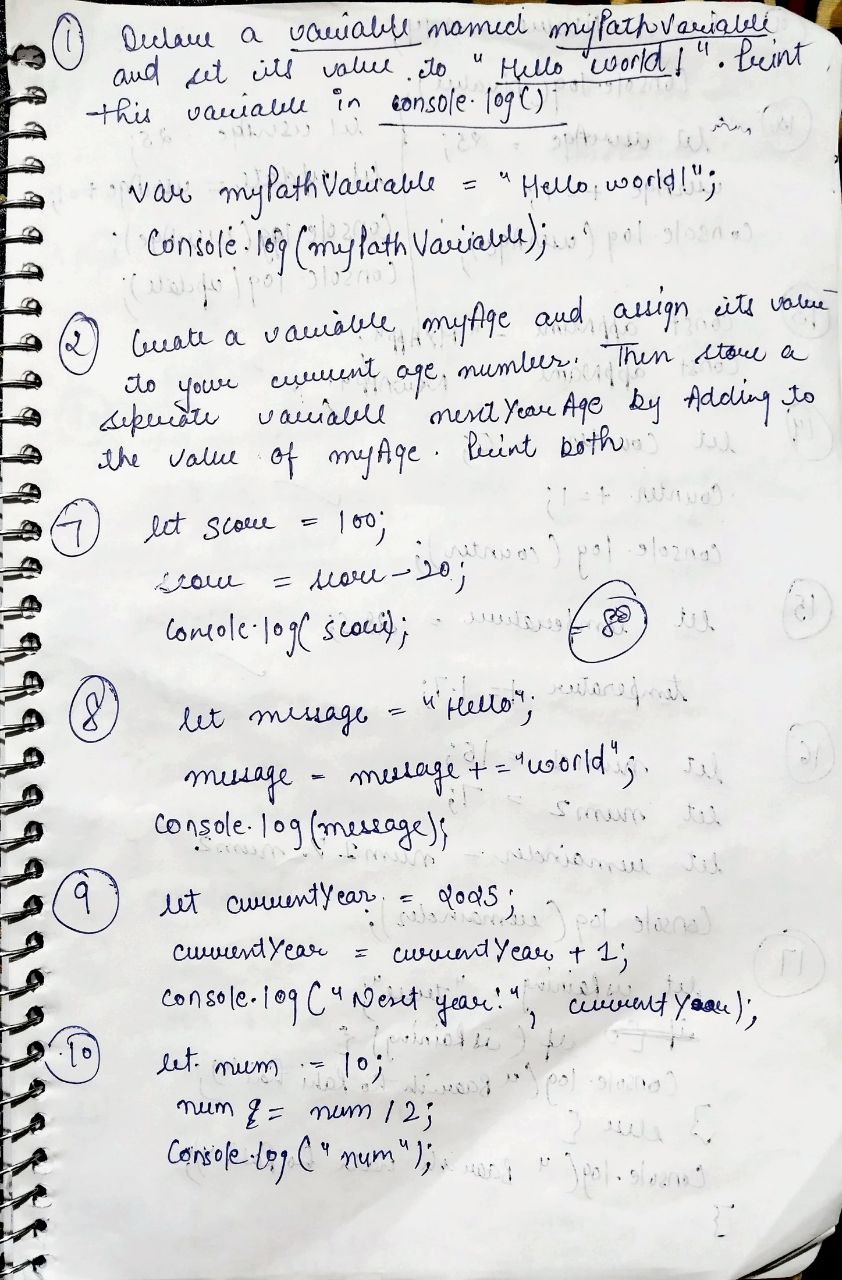 ① Declare a variable named myPathVariable
and set its value to "Hello world!". Print
this variable in console.log()
var myPathVariable = "Hello world!";
Console.log(myPathVariable);
② Create a variable myAge and assign its value
to your current age number. Then store a
seperate variable nextYearAge by Adding to
the value of myAge. Print both
⑦ let score = 100;
score = score - 20;
console.log(score); = 80
⑧ let message = "Hello";
message = message += "world";
console.log(message);
⑨ let currentYear = 2025;
currentYear = currentYear + 1;
console.log("Next year:", currentYear);
⑩ let num = 10;
num = num / 2;
Console.log("num");